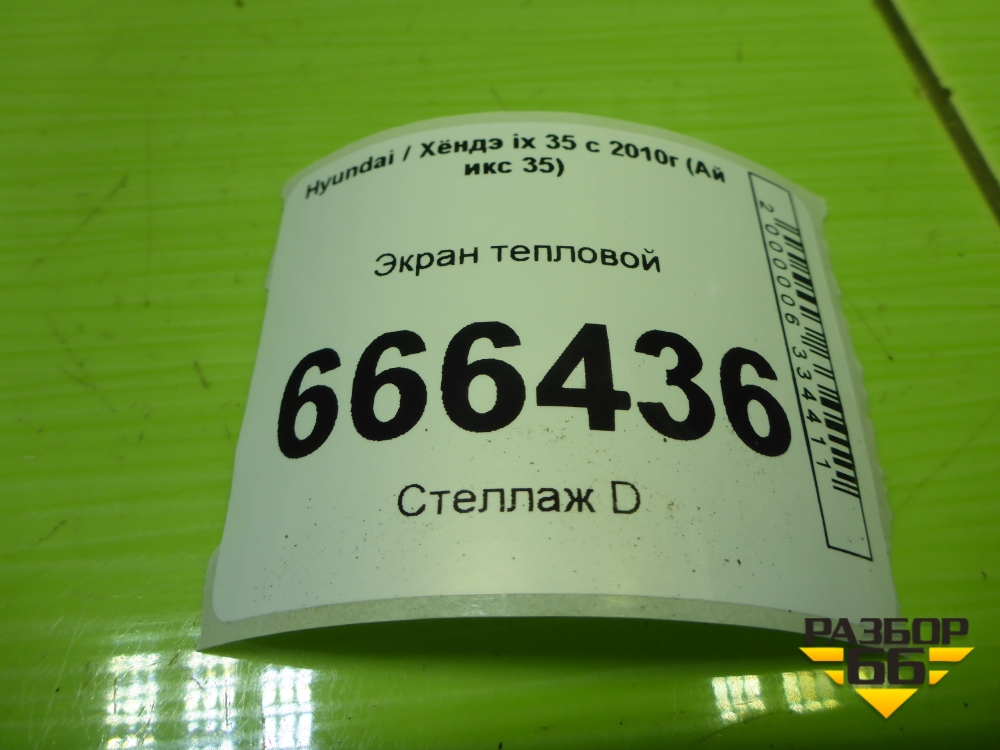 Hyundai / Хёндэ ix 35 с 2010г (Ай
икс 35)
Экран тепловой
666436
Стеллаж D
2000006334411
РАЗБОР
66